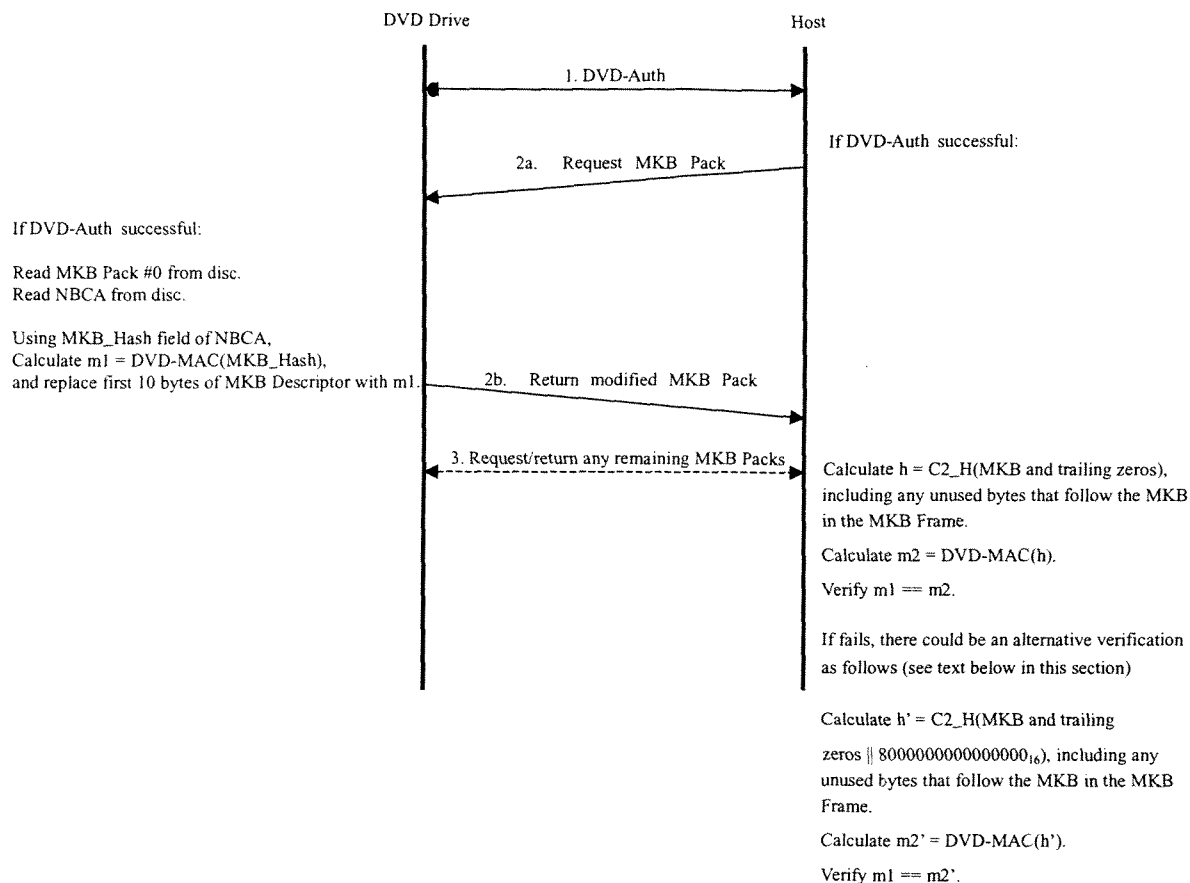 DVD Drive
Host
1. DVD-Auth
If DVD-Auth successful:
2a. Request MKB Pack
If DVD-Auth successful:
Read MKB Pack #0 from disc.
Read NBCA from disc.
Using MKB_Hash field of NBCA,
Calculate m1 = DVD-MAC(MKB_Hash),
and replace first 10 bytes of MKB Descriptor with m1.
2b. Return modified MKB Pack
3. Request/return any remaining MKB Packs
Calculate h = C2_H(MKB and trailing zeros),
including any unused bytes that follow the MKB
in the MKB Frame.
Calculate m2 = DVD-MAC(h).
Verify m1 == m2.
If fails, there could be an alternative verification
as follows (see text below in this section)
Calculate h’ = C2_H(MKB and trailing
zeros || 8000000000000000₁₆), including any
unused bytes that follow the MKB in the MKB
Frame.
Calculate m2’ = DVD-MAC(h’).
Verify m1 == m2’.